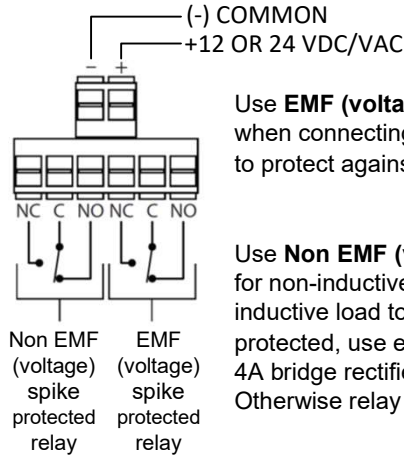 (-) COMMON
+12 OR 24 VDC/VAC
- +
Use EMF (volta
when connecting
to protect agains
NC C NO NC C NO
Use Non EMF (v
for non-inductive
inductive load to
protected, use e
4A bridge rectifie
Otherwise relay
Non EMF
(voltage)
spike
protected
relay
EMF
(voltage)
spike
protected
relay